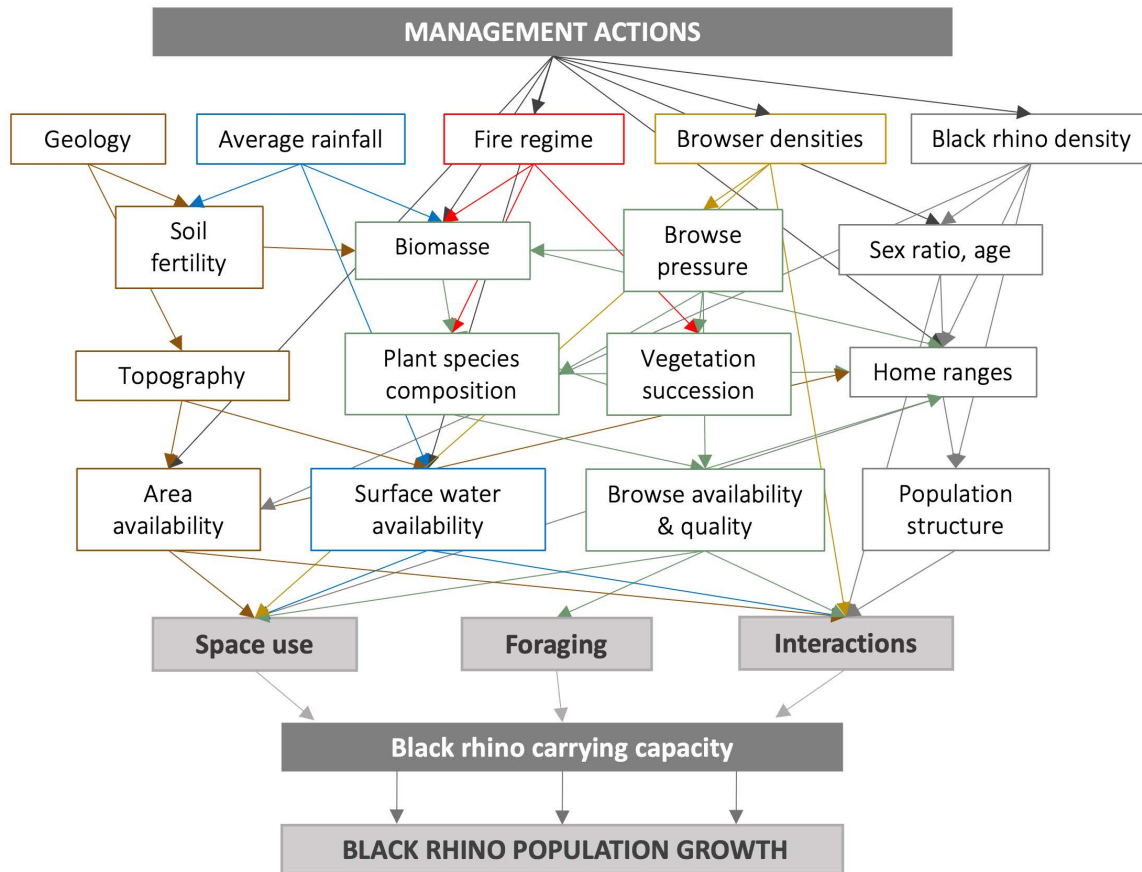 MANAGEMENT ACTIONS
Geology
Average rainfall
Fire regime
Browser densities
Black rhino density
Soil
fertility
Biomasse
Browse
pressure
Sex ratio, age
Topography
Plant species
composition
Vegetation
succession
Home ranges
Area
availability
Surface water
availability
Browse availability
& quality
Population
structure
Space use
Foraging
Interactions
Black rhino carrying capacity
BLACK RHINO POPULATION GROWTH